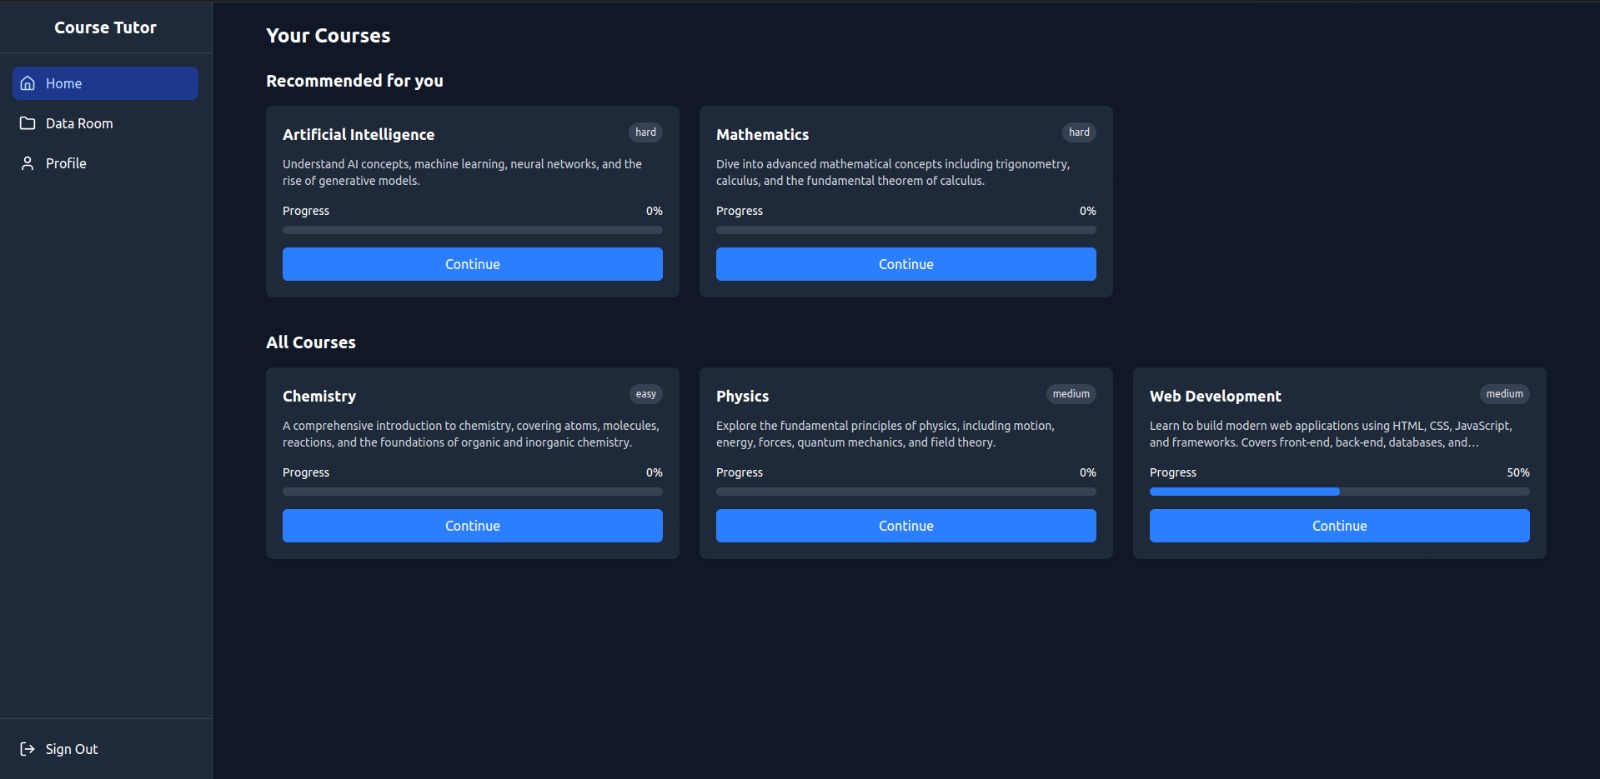 Course Tutor
Home
Data Room
Profile
Sign Out
Your Courses
Recommended for you
Artificial Intelligence
hard
Understand AI concepts, machine learning, neural networks, and the
rise of generative models.
Progress
0%
Continue
Mathematics
hard
Dive into advanced mathematical concepts including trigonometry,
calculus, and the fundamental theorem of calculus.
Progress
0%
Continue
All Courses
Chemistry
easy
A comprehensive introduction to chemistry, covering atoms, molecules,
reactions, and the foundations of organic and inorganic chemistry.
Progress
0%
Continue
Physics
medium
Explore the fundamental principles of physics, including motion,
energy, forces, quantum mechanics, and field theory.
Progress
0%
Continue
Web Development
medium
Learn to build modern web applications using HTML, CSS, JavaScript,
and frameworks. Covers front-end, back-end, databases, and...
Progress
50%
Continue